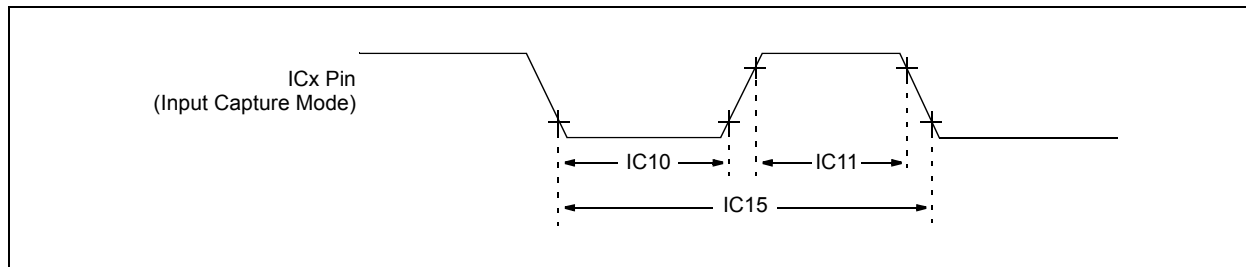 ICx Pin
(Input Capture Mode)
IC10
IC11
IC15